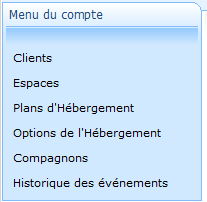 Menu du compte
Clients
Espaces
Plans d'Hébergement
Options de l'Hébergement
Compagnons
Historique des événements